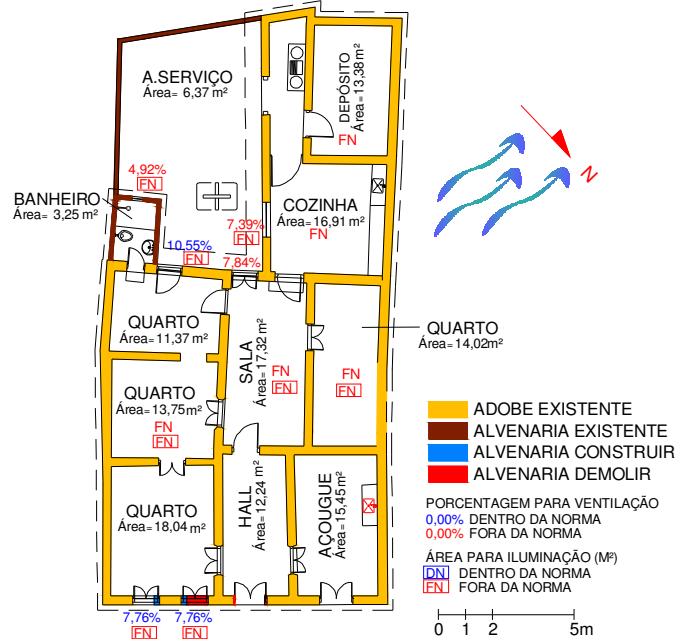 A.SERVIÇO
Área= 6,37 m²
DEPÓSITO
Área= 13,38 m²
FN
4,92%
FN
BANHEIRO
Área= 3,25 m²
COZINHA
Área= 16,91 m²
FN
7,39%
FN
10,55%
FN
7,84%
N
QUARTO
Área= 11,37 m²
SALA
Área= 17,32 m²
FN
FN
QUARTO
Área= 14,02m²
FN
FN
QUARTO
Área= 13,75 m²
FN
FN
QUARTO
Área= 18,04 m²
HALL
Área= 12,24 m²
AÇOUGUE
Área= 15,45 m²
7,76%
FN
7,76%
FN
ADOBE EXISTENTE
ALVENARIA EXISTENTE
ALVENARIA CONSTRUIR
ALVENARIA DEMOLIR
PORCENTAGEM PARA VENTILAÇÃO
0,00% DENTRO DA NORMA
0,00% FORA DA NORMA
ÁREA PARA ILUMINAÇÃO (M²)
DN DENTRO DA NORMA
FN FORA DA NORMA
0 1 2 5m